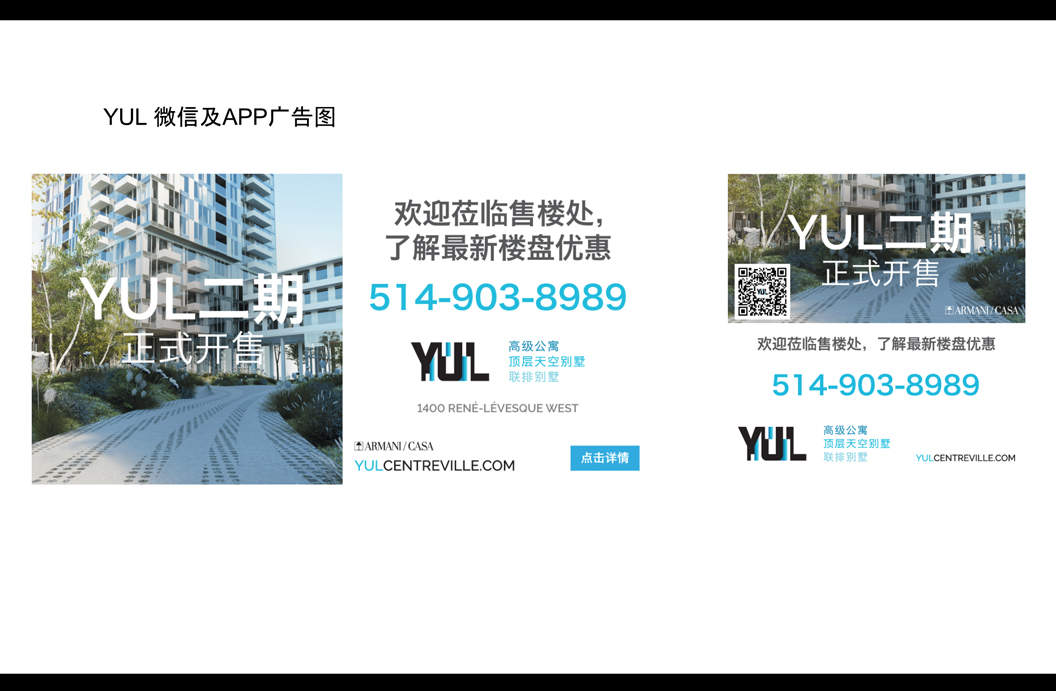 YUL 微信及APP广告图
YUL二期
正式开售
欢迎莅临售楼处，
了解最新楼盘优惠
514-903-8989
YUL
高级公寓
顶层天空别墅
联排别墅
1400 RENÉ-LÉVESQUE WEST
ARMANI / CASA
YULCENTREVILLE.COM
点击详情
YUL二期
正式开售
YUL
ARMANI / CASA
欢迎莅临售楼处，了解最新楼盘优惠
514-903-8989
YUL
高级公寓
顶层天空别墅
联排别墅
YULCENTREVILLE.COM